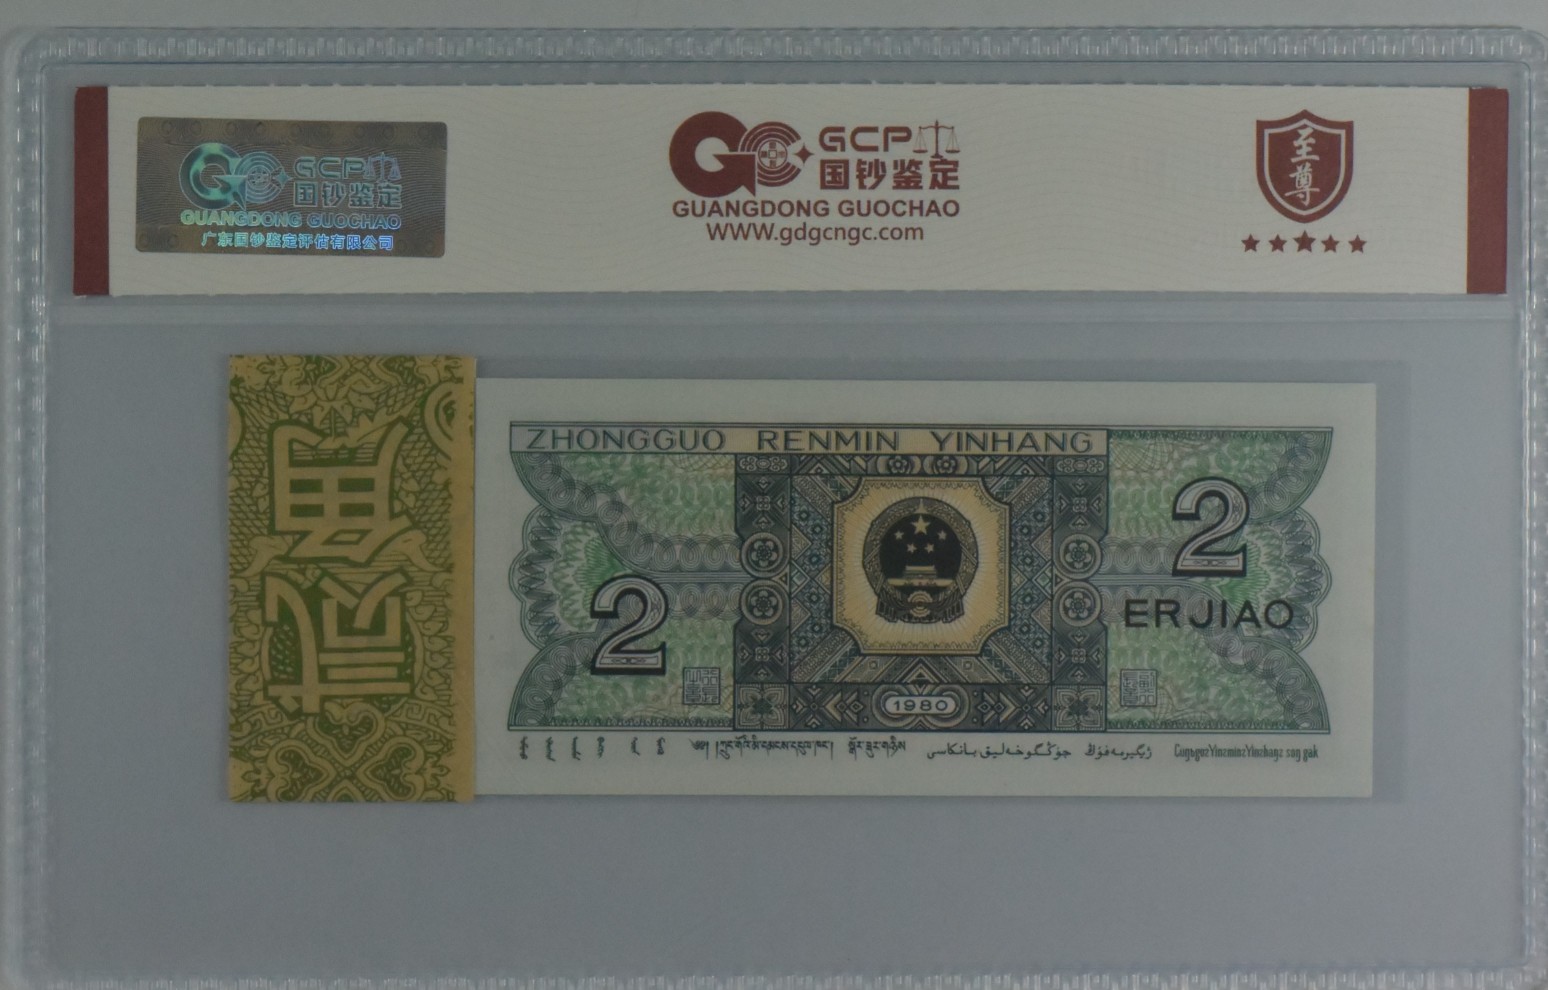 GCP
国钞鉴定
GUANGDONG GUOCHAO
广东国钞鉴定评估有限公司
GCP
国钞鉴定
GUANGDONG GUOCHAO
WWW.gdgcngc.com
至尊
贰角
ZHONGGUO RENMIN YINHANG
2
2
ERJIAO
1980